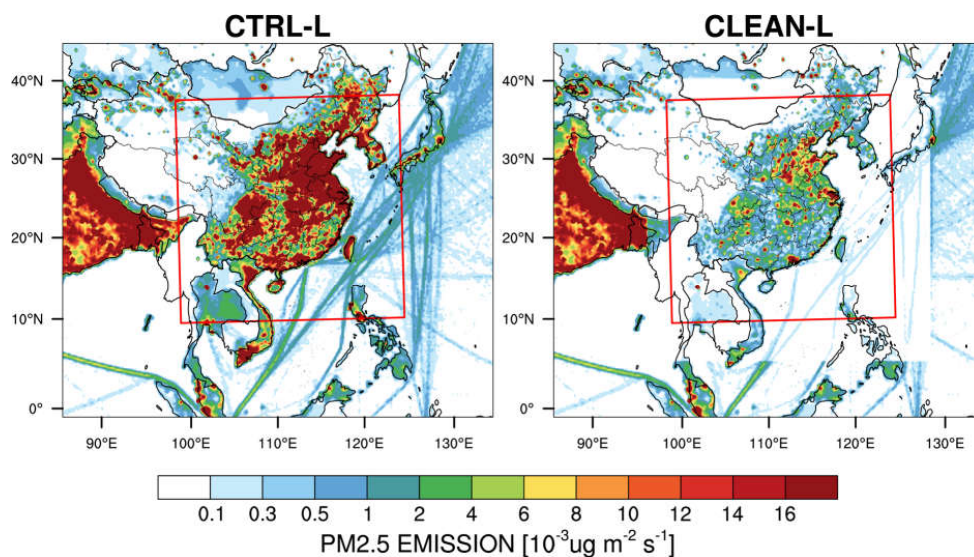 CTRL-L
CLEAN-L
40°N
30°N
20°N
10°N
0°
90°E
100°E
110°E
120°E
130°E
40°N
30°N
20°N
10°N
0°
90°E
100°E
110°E
120°E
130°E
0.1 0.3 0.5 1 2 4 6 8 10 12 14 16
PM2.5 EMISSION [10⁻³ug m⁻² s⁻¹]